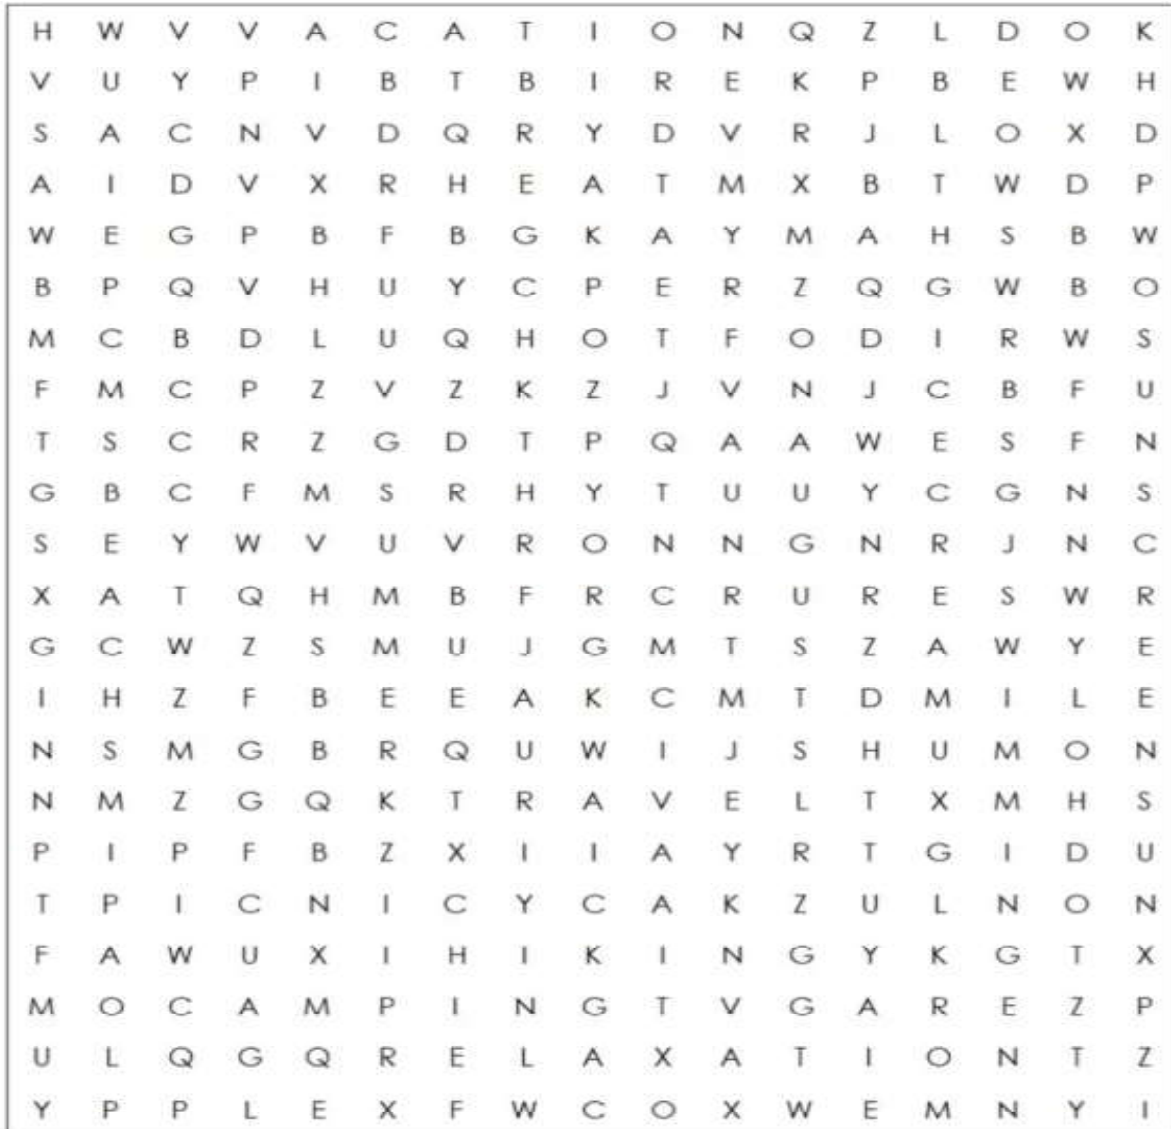 H W V V A C A T I O N Q Z L D O K
V U Y P I B T B I R E K P B E W H
S A C N V D Q R Y D V R J L O X D
A I D V X R H E A T M X B T W D P
W E G P B F B G K A Y M A H S B W
B P Q V H U Y C P E R Z Q G W B O
M C B D L U Q H O T F O D I R W S
F M C P Z V Z K Z J V N J C B F U
T S C R Z G D T P Q A A W E S F N
G B C F M S R H Y T U U Y C G N S
S E Y W V U V R O N N G N R J N C
X A T Q H M B F R C R U R E S W R
G C W Z S M U J G M T S Z A W Y E
I H Z F B E E A K C M T D M I L E
N S M G B R Q U W I J S H U M O N
N M Z G Q K T R A V E L T X M H S
P I P F B Z X I I A Y R T G I D U
T P I C N I C Y C A K Z U L N O N
F A W U X I H I K I N G Y K G T X
M O C A M P I N G T V G A R E Z P
U L Q G Q R E L A X A T I O N T Z
Y P P L E X F W C O X W E M N Y I